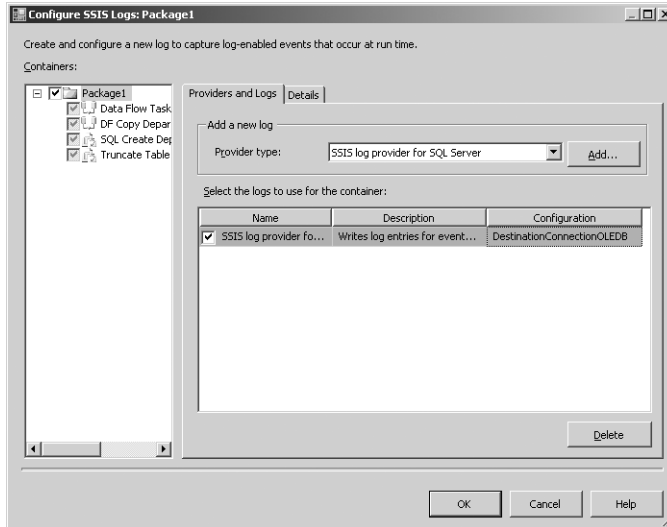 Configure SSIS Logs: Package1
Create and configure a new log to capture log-enabled events that occur at run time.
Containers:
Package1
Data Flow Task
DF Copy Depar
SQL Create Dep
Truncate Table
Providers and Logs
Details
Add a new log
Provider type:
SSIS log provider for SQL Server
Add...
Select the logs to use for the container:
Name Description Configuration
SSIS log provider fo... Writes log entries for event... DestinationConnectionOLEDB
Delete
OK Cancel Help